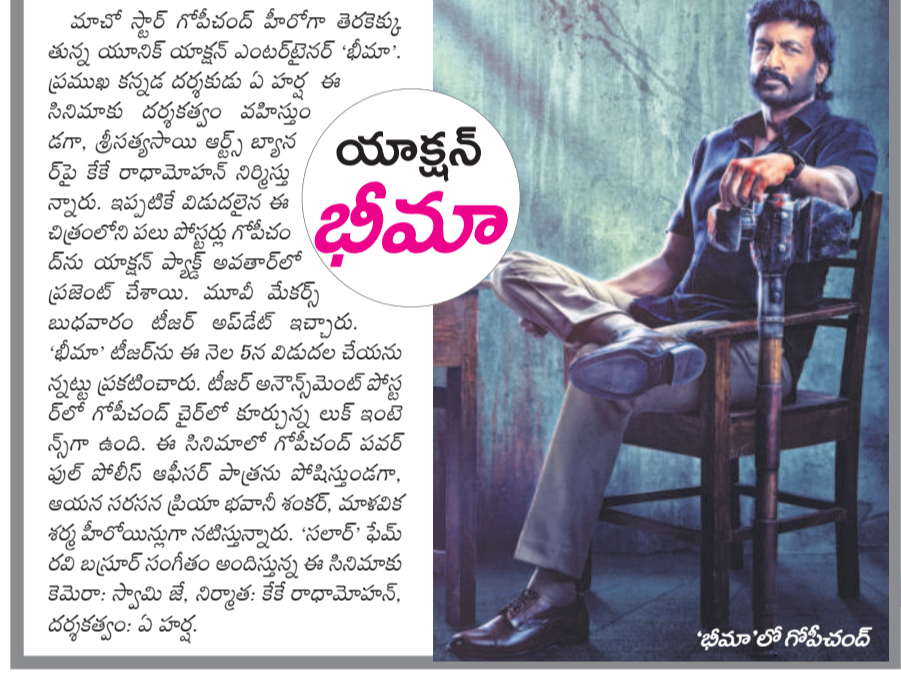 మాచో స్టార్ గోపీచంద్ హీరోగా తెరకెక్కు
తున్న యూనిక్ యాక్షన్ ఎంటర్‌టైనర్ ‘భీమా’.
ప్రముఖ కన్నడ దర్శకుడు ఏ హర్ష ఈ
సినిమాకు దర్శకత్వం వహిస్తుం
డగా, శ్రీసత్యసాయి ఆర్ట్స్ బ్యాన
ర్‌పై కేకే రాధామోహన్ నిర్మిస్తు
న్నారు. ఇప్పటికే విడుదలైన ఈ
చిత్రంలోని పలు పోస్టర్లు గోపీచం
ద్‌ను యాక్షన్ ప్యాక్డ్ అవతార్‌లో
ప్రజెంట్ చేశాయి. మూవీ మేకర్స్
బుధవారం టీజర్ అప్‌డేట్ ఇచ్చారు.
‘భీమా’ టీజర్‌ను ఈ నెల 5న విడుదల చేయను
న్నట్టు ప్రకటించారు. టీజర్ అనౌన్స్‌మెంట్ పోస్ట
ర్‌లో గోపీచంద్ చైర్‌లో కూర్చున్న లుక్ ఇంటె
న్స్‌గా ఉంది. ఈ సినిమాలో గోపీచంద్ పవర్
ఫుల్ పోలీస్ ఆఫీసర్ పాత్రను పోషిస్తుండగా,
ఆయన సరసన ప్రియా భవానీ శంకర్, మాళవిక
శర్మ హీరోయిన్లుగా నటిస్తున్నారు. ‘సలార్’ ఫేమ్
రవి బస్రూర్ సంగీతం అందిస్తున్న ఈ సినిమాకు
కెమెరా: స్వామి జే, నిర్మాత: కేకే రాధామోహన్,
దర్శకత్వం: ఏ హర్ష.
యాక్షన్
భీమా
‘భీమా’లో గోపీచంద్